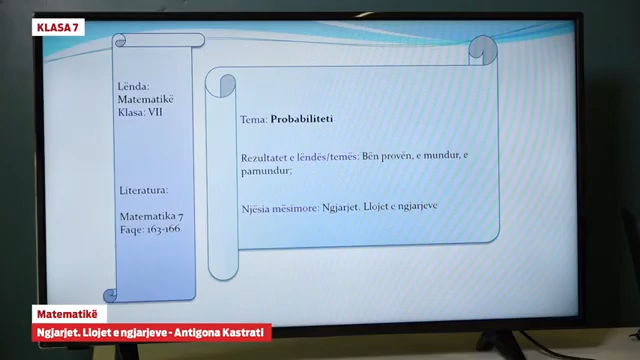 KLASA 7
Lënda:
Matematikë
Klasa: VII
Literatura:
Matematika 7
Faqe: 163-166
Tema: Probabiliteti
Rezultatet e lëndës/temës: Bën provën, e mundur, e
pamundur;
Njësia mësimore: Ngjarjet. Llojet e ngjarjeve
Matematikë
Ngjarjet. Llojet e ngjarjeve - Antigona Kastrati